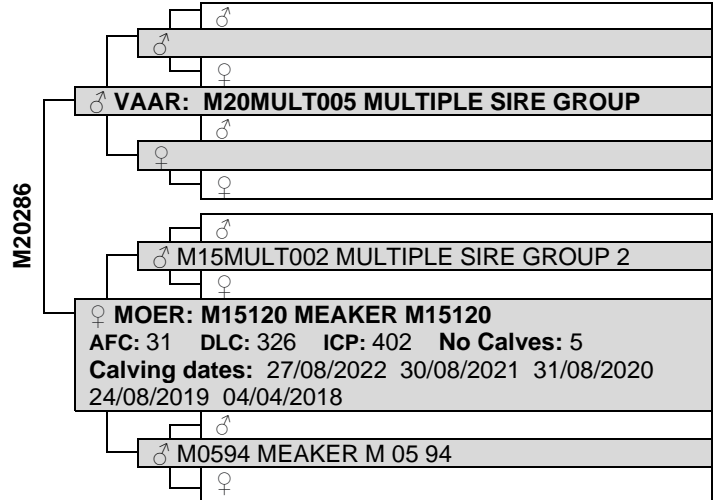 ♂
♂
♀
♂ VAAR: M20MULT005 MULTIPLE SIRE GROUP
♂
♀
♀
M20286
♂
♂ M15MULT002 MULTIPLE SIRE GROUP 2
♀
♀ MOER: M15120 MEAKER M15120
AFC: 31 DLC: 326 ICP: 402 No Calves: 5
Calving dates: 27/08/2022 30/08/2021 31/08/2020
24/08/2019 04/04/2018
♂
♂ M0594 MEAKER M 05 94
♀